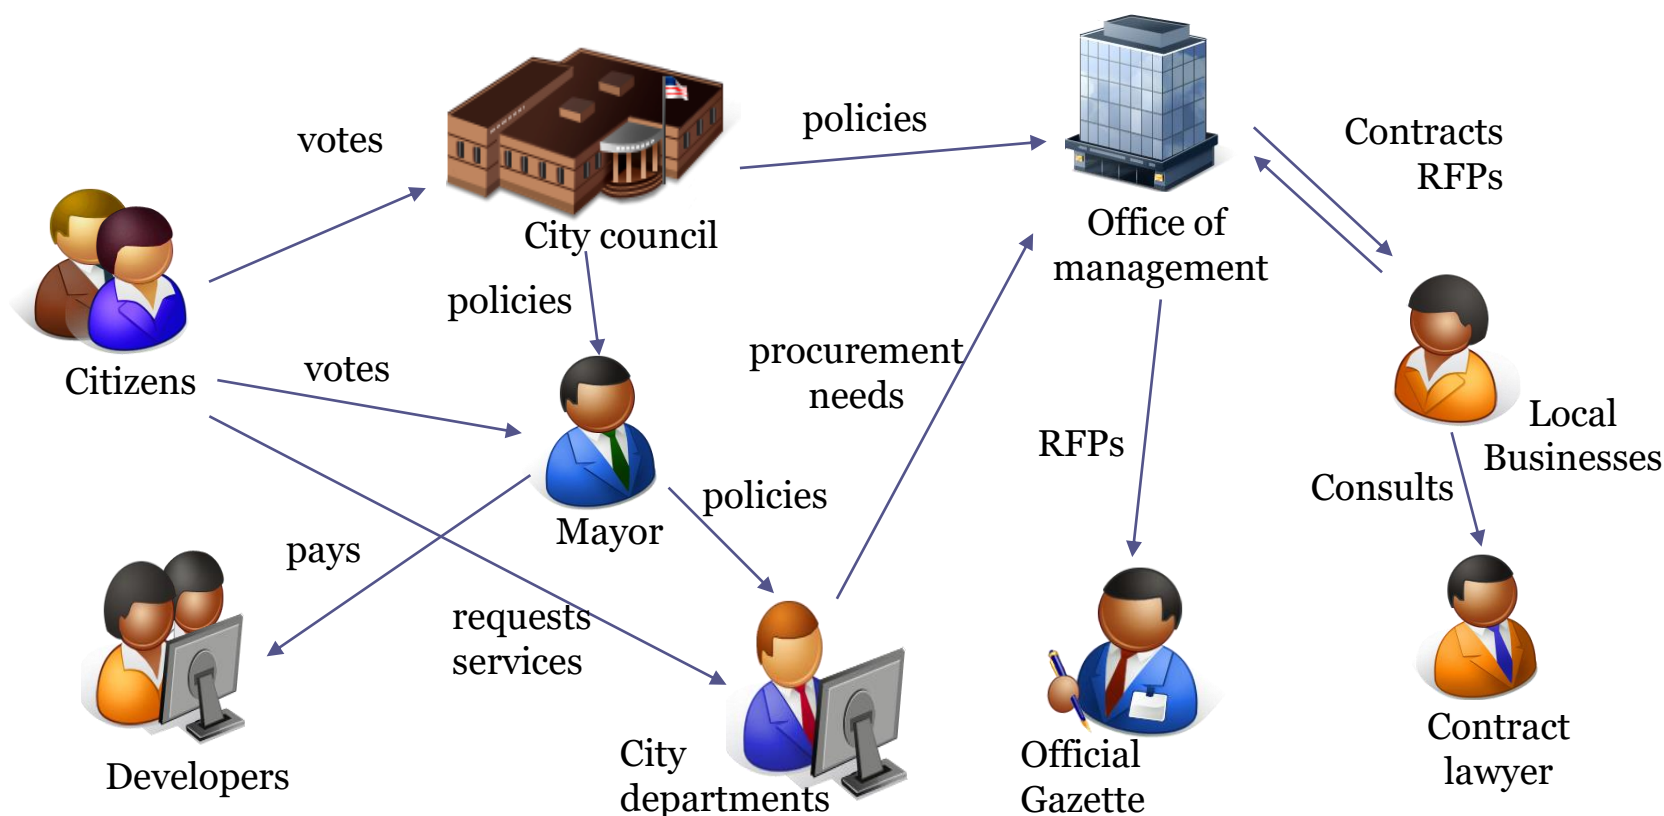 votes
policies
Contracts
RFPs
City council
Office of
management
policies
Citizens
votes
procurement
needs
Local
Businesses
RFPs
Consults
policies
Mayor
pays
requests
services
Developers
City
departments
Official
Gazette
Contract
lawyer